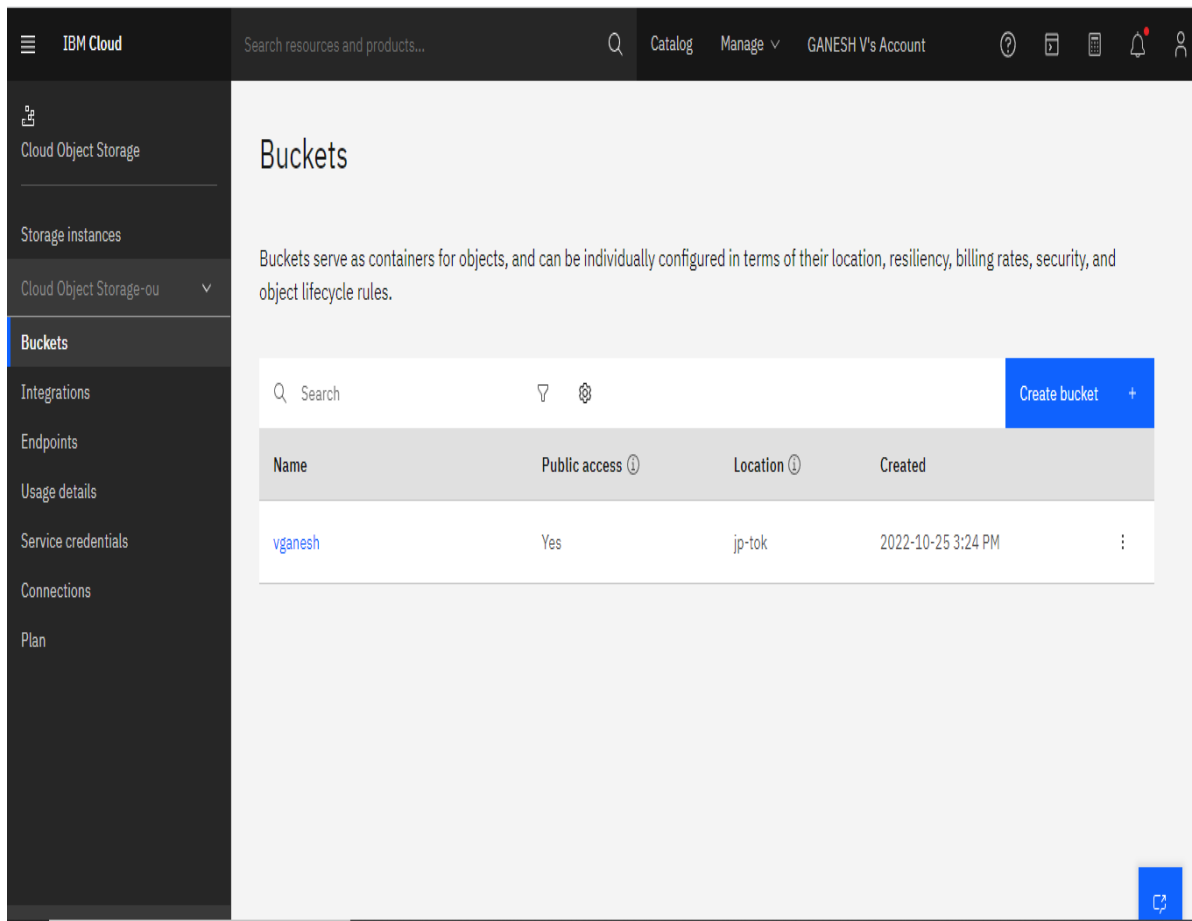 IBM Cloud
Search resources and products...
Catalog
Manage
GANESH V's Account
Cloud Object Storage
Storage instances
Cloud Object Storage-ou
Buckets
Integrations
Endpoints
Usage details
Service credentials
Connections
Plan
Buckets
Buckets serve as containers for objects, and can be individually configured in terms of their location, resiliency, billing rates, security, and
object lifecycle rules.
Search
Create bucket +
Name Public access Location Created
vganesh Yes jp-tok 2022-10-25 3:24 PM